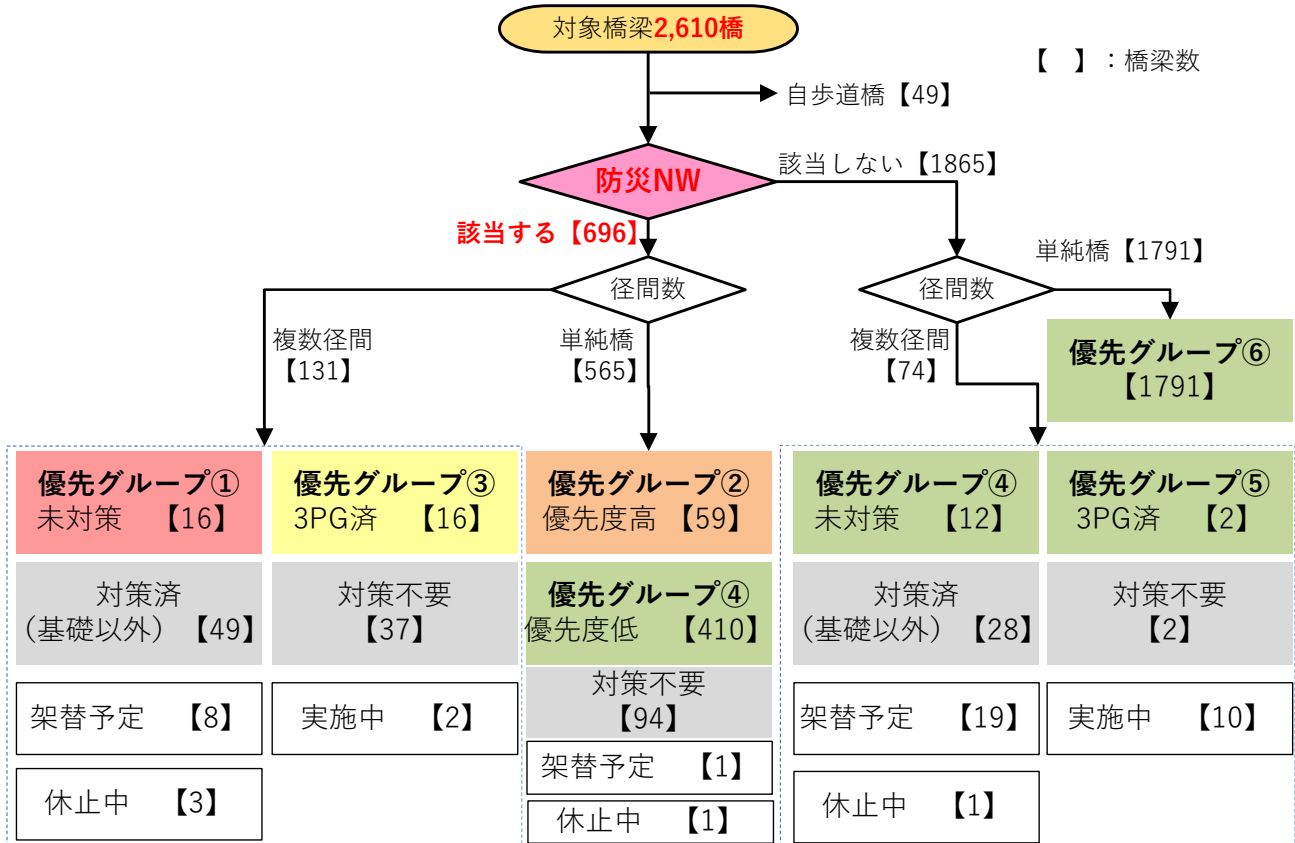 対象橋梁2,610橋
【　】：橋梁数
自歩道橋【49】
防災NW
該当しない【1865】
該当する【696】
単純橋【1791】
径間数
径間数
複数径間
【131】
単純橋
【565】
複数径間
【74】
優先グループ⑥
【1791】
優先グループ①
未対策　【16】
優先グループ③
3PG済　【16】
優先グループ②
優先度高【59】
優先グループ④
未対策　【12】
優先グループ⑤
3PG済　【2】
対策済
（基礎以外）【49】
対策不要
【37】
優先グループ④
優先度低　【410】
対策済
（基礎以外）【28】
対策不要
【2】
対策不要
【94】
架替予定　【8】
実施中　【2】
架替予定　【1】
架替予定　【19】
実施中　【10】
休止中　【3】
休止中　【1】
休止中　【1】